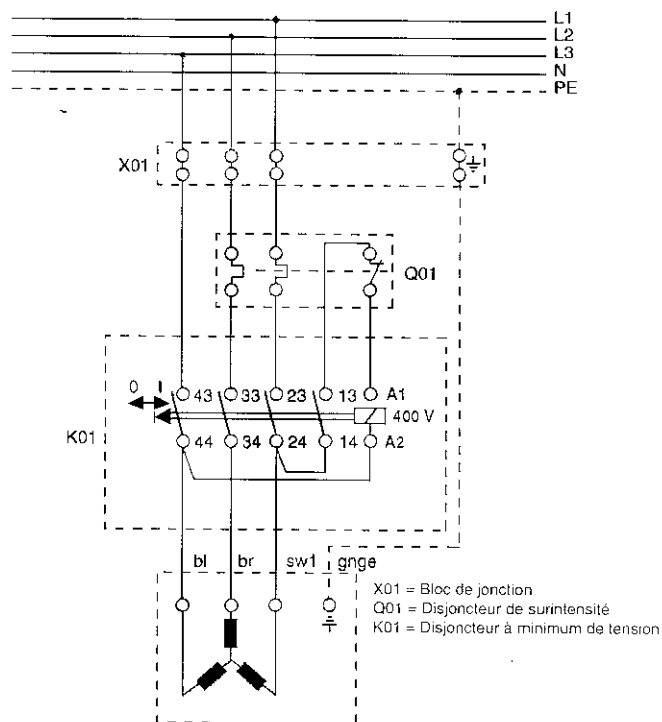 L1
L2
L3
N
PE
X01
Q01
0 I 43 33 23 13 A1
400 V
K01
44 34 24 14 A2
bl br sw1 gnge
X01 = Bloc de jonction
Q01 = Disjoncteur de surintensité
K01 = Disjoncteur à minimum de tension